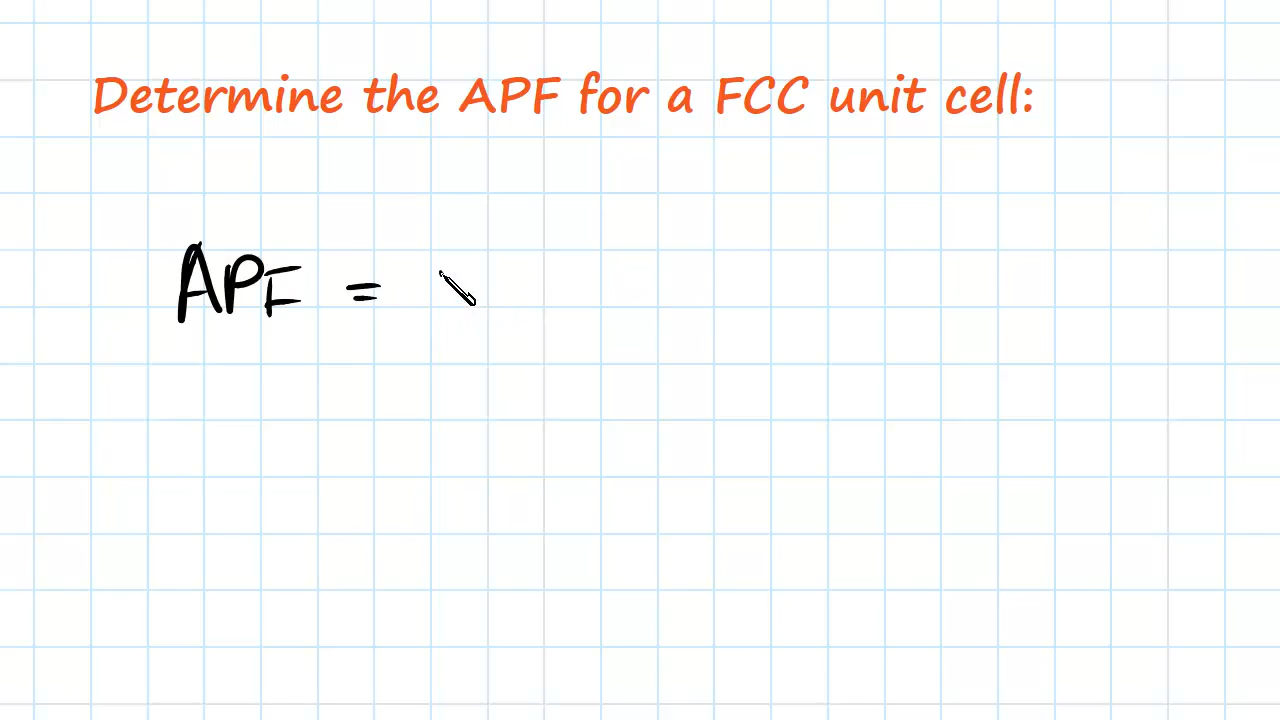 Determine the APF for a FCC unit cell:
APF =